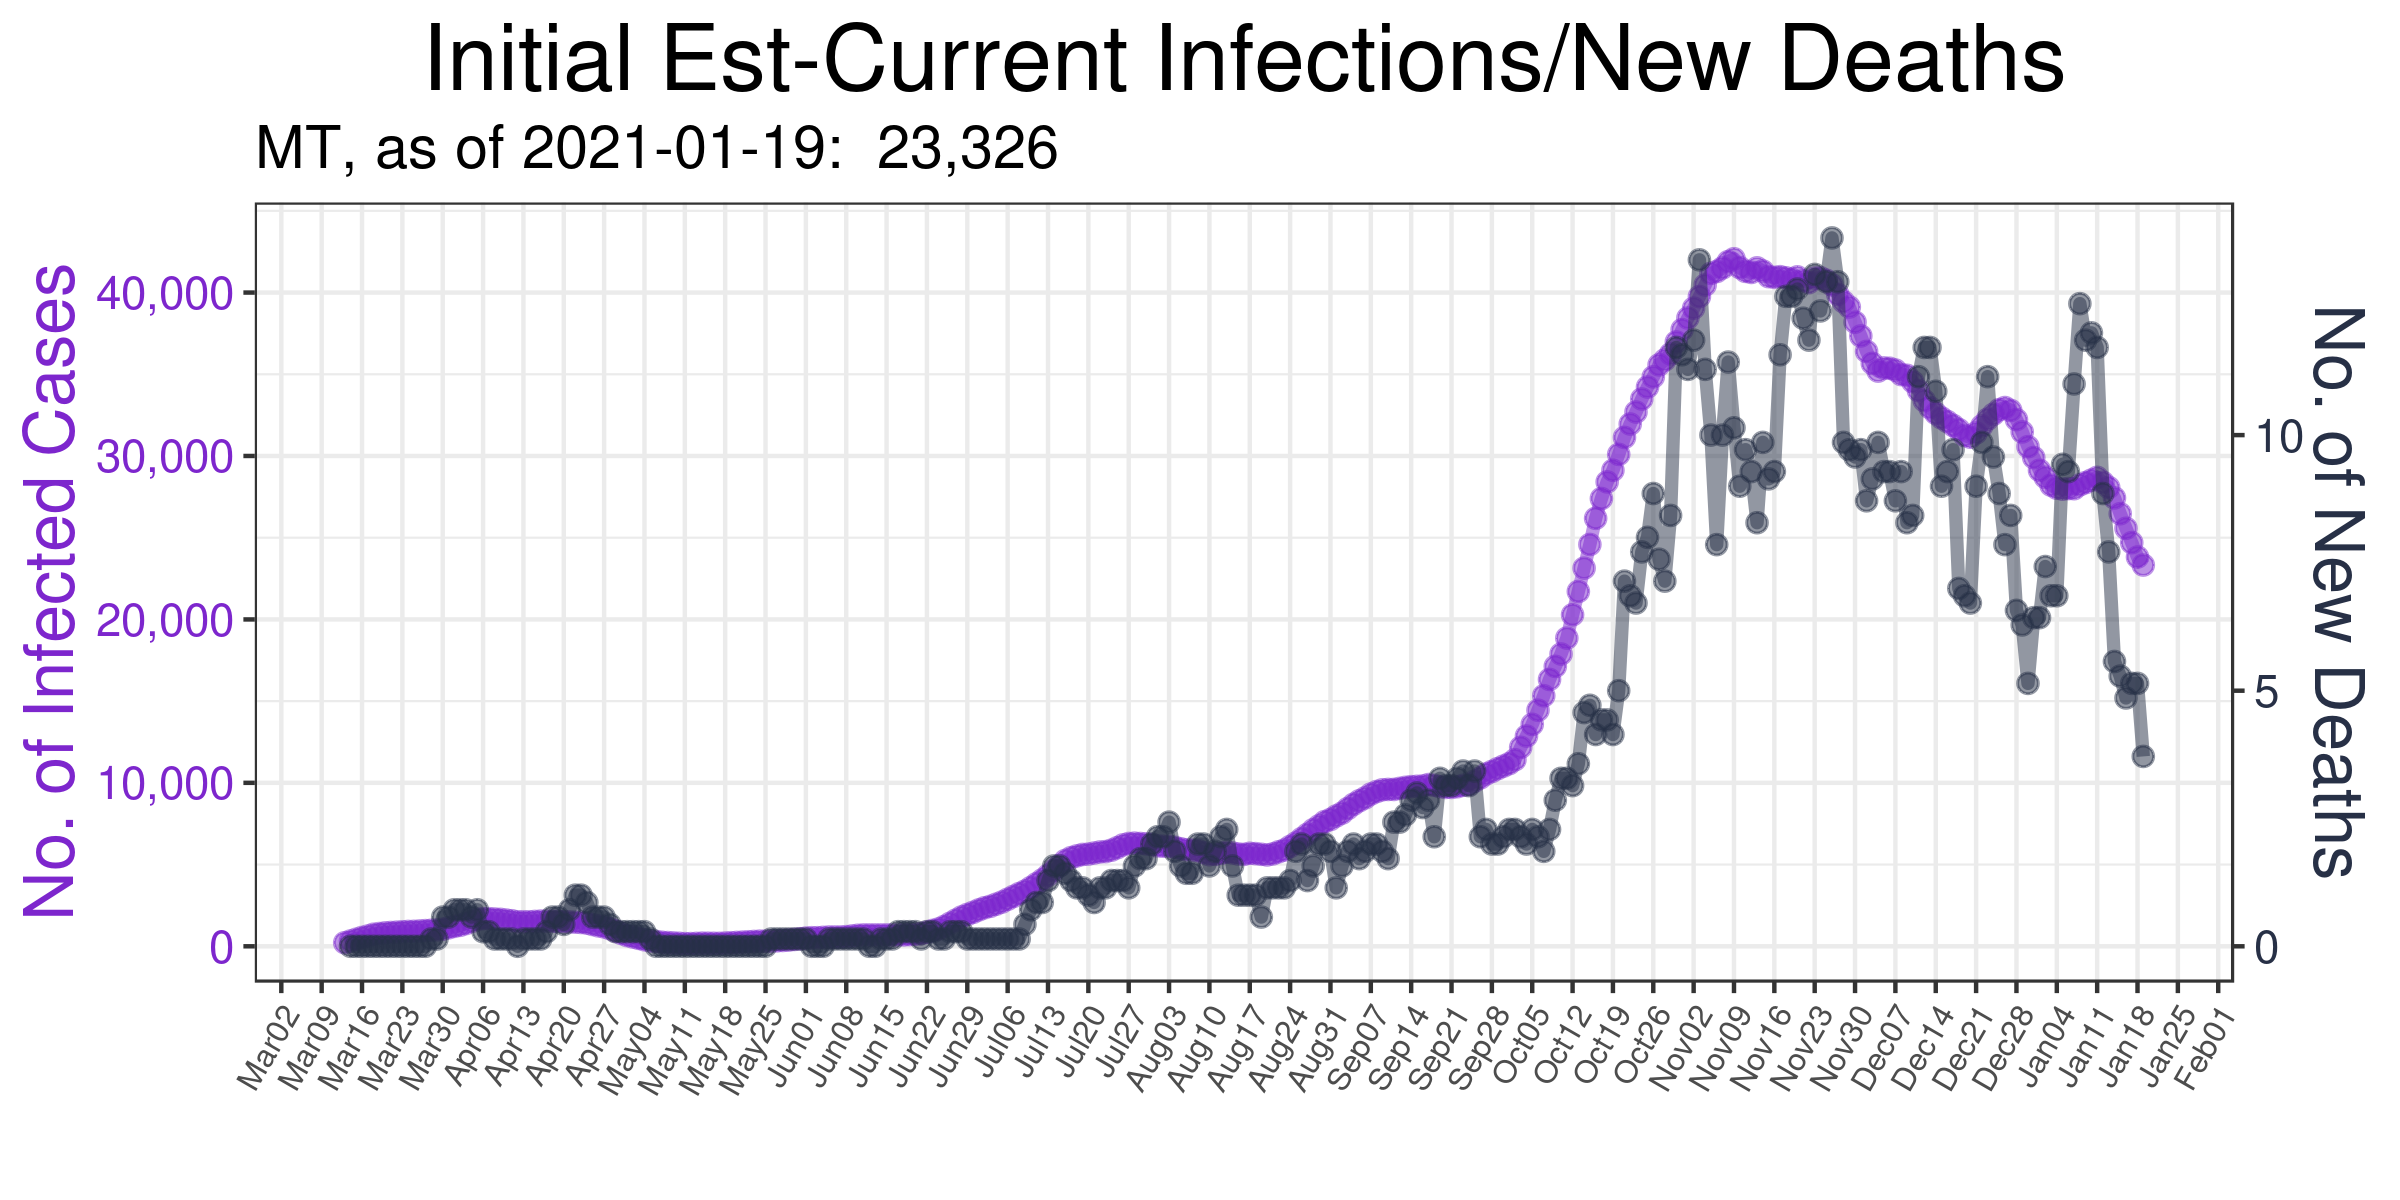 Initial Est-Current Infections/New Deaths
MT, as of 2021-01-19:  23,326
No. of Infected Cases
40,000
30,000
20,000
10,000
0
No. of New Deaths
10
5
0
Mar02
Mar09
Mar16
Mar23
Mar30
Apr06
Apr13
Apr20
Apr27
May04
May11
May18
May25
Jun01
Jun08
Jun15
Jun22
Jun29
Jul06
Jul13
Jul20
Jul27
Aug03
Aug10
Aug17
Aug24
Aug31
Sep07
Sep14
Sep21
Sep28
Oct05
Oct12
Oct19
Oct26
Nov02
Nov09
Nov16
Nov23
Nov30
Dec07
Dec14
Dec21
Dec28
Jan04
Jan11
Jan18
Jan25
Feb01